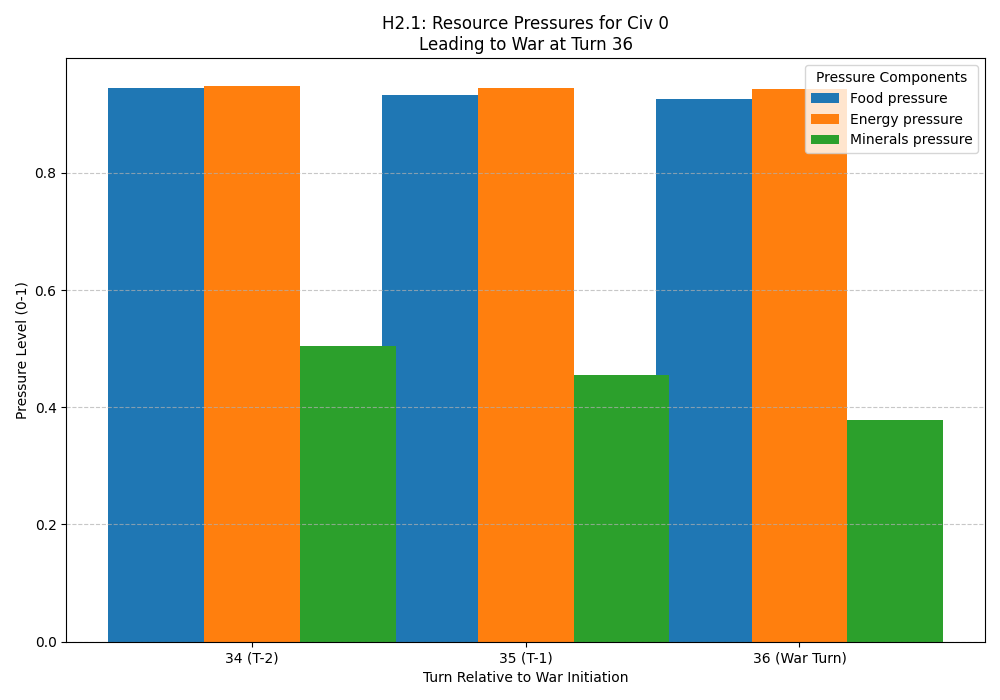 H2.1: Resource Pressures for Civ 0
Leading to War at Turn 36
Pressure Components
Food pressure
Energy pressure
Minerals pressure
Pressure Level (0-1)
0.8
0.6
0.4
0.2
0.0
34 (T-2)
35 (T-1)
36 (War Turn)
Turn Relative to War Initiation